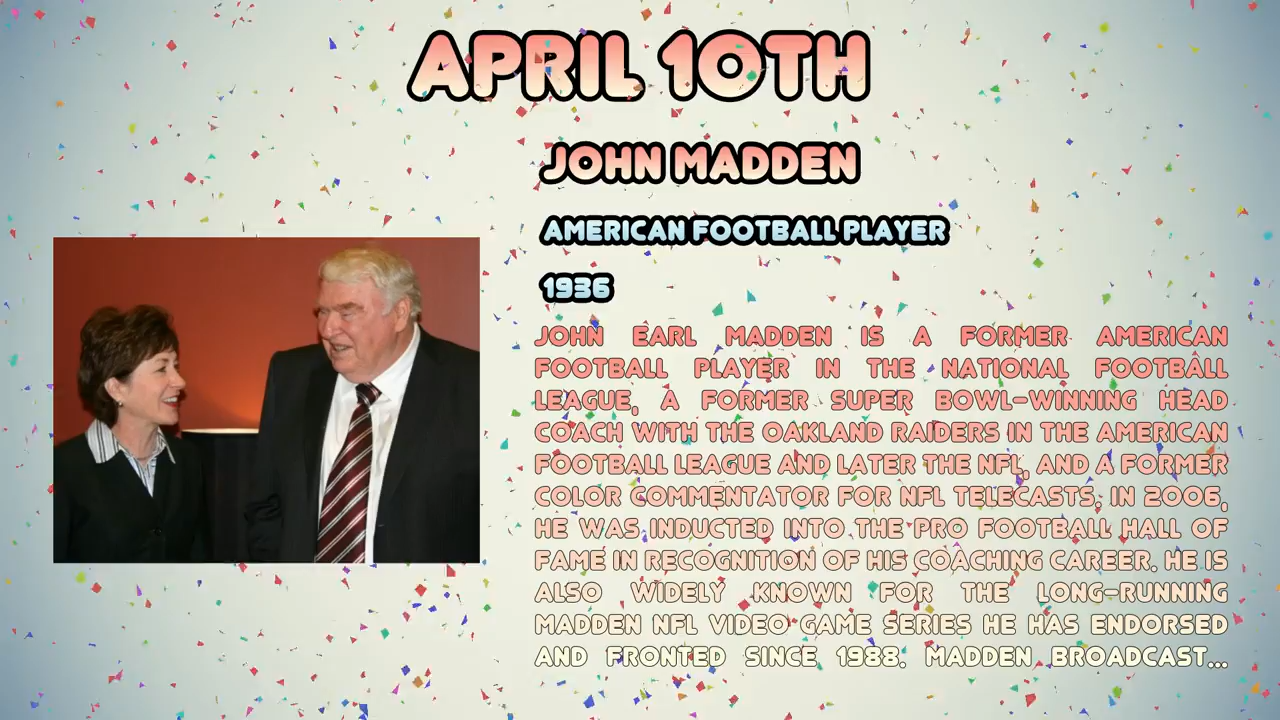 APRIL 10TH
JOHN MADDEN
AMERICAN FOOTBALL PLAYER
1936
JOHN EARL MADDEN IS A FORMER AMERICAN
FOOTBALL PLAYER IN THE NATIONAL FOOTBALL
LEAGUE, A FORMER SUPER BOWL-WINNING HEAD
COACH WITH THE OAKLAND RAIDERS IN THE AMERICAN
FOOTBALL LEAGUE AND LATER THE NFL, AND A FORMER
COLOR COMMENTATOR FOR NFL TELECASTS. IN 2006,
HE WAS INDUCTED INTO THE PRO FOOTBALL HALL OF
FAME IN RECOGNITION OF HIS COACHING CAREER. HE IS
ALSO WIDELY KNOWN FOR THE LONG-RUNNING
MADDEN NFL VIDEO GAME SERIES HE HAS ENDORSED
AND FRONTED SINCE 1988. MADDEN BROADCAST...